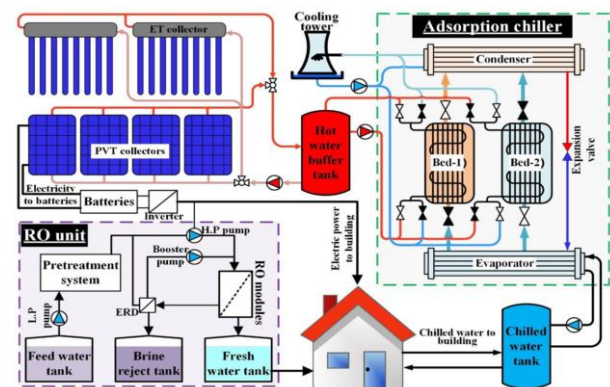 ET collector
Cooling
tower
Adsorption chiller
Condenser
Hot
water
buffer
tank
PVT collectors
Bed-1
Bed-2
Expansion
valve
Electricity
to batteries
Batteries
Inverter
RO unit
H.P pump
Booster
pump
Pretreatment
system
RO modules
Electric power
to building
Evaporator
L.P
pump
ERD
Feed water
tank
Brine
reject tank
Fresh
water tank
Chilled water to
building
Chilled
water
tank